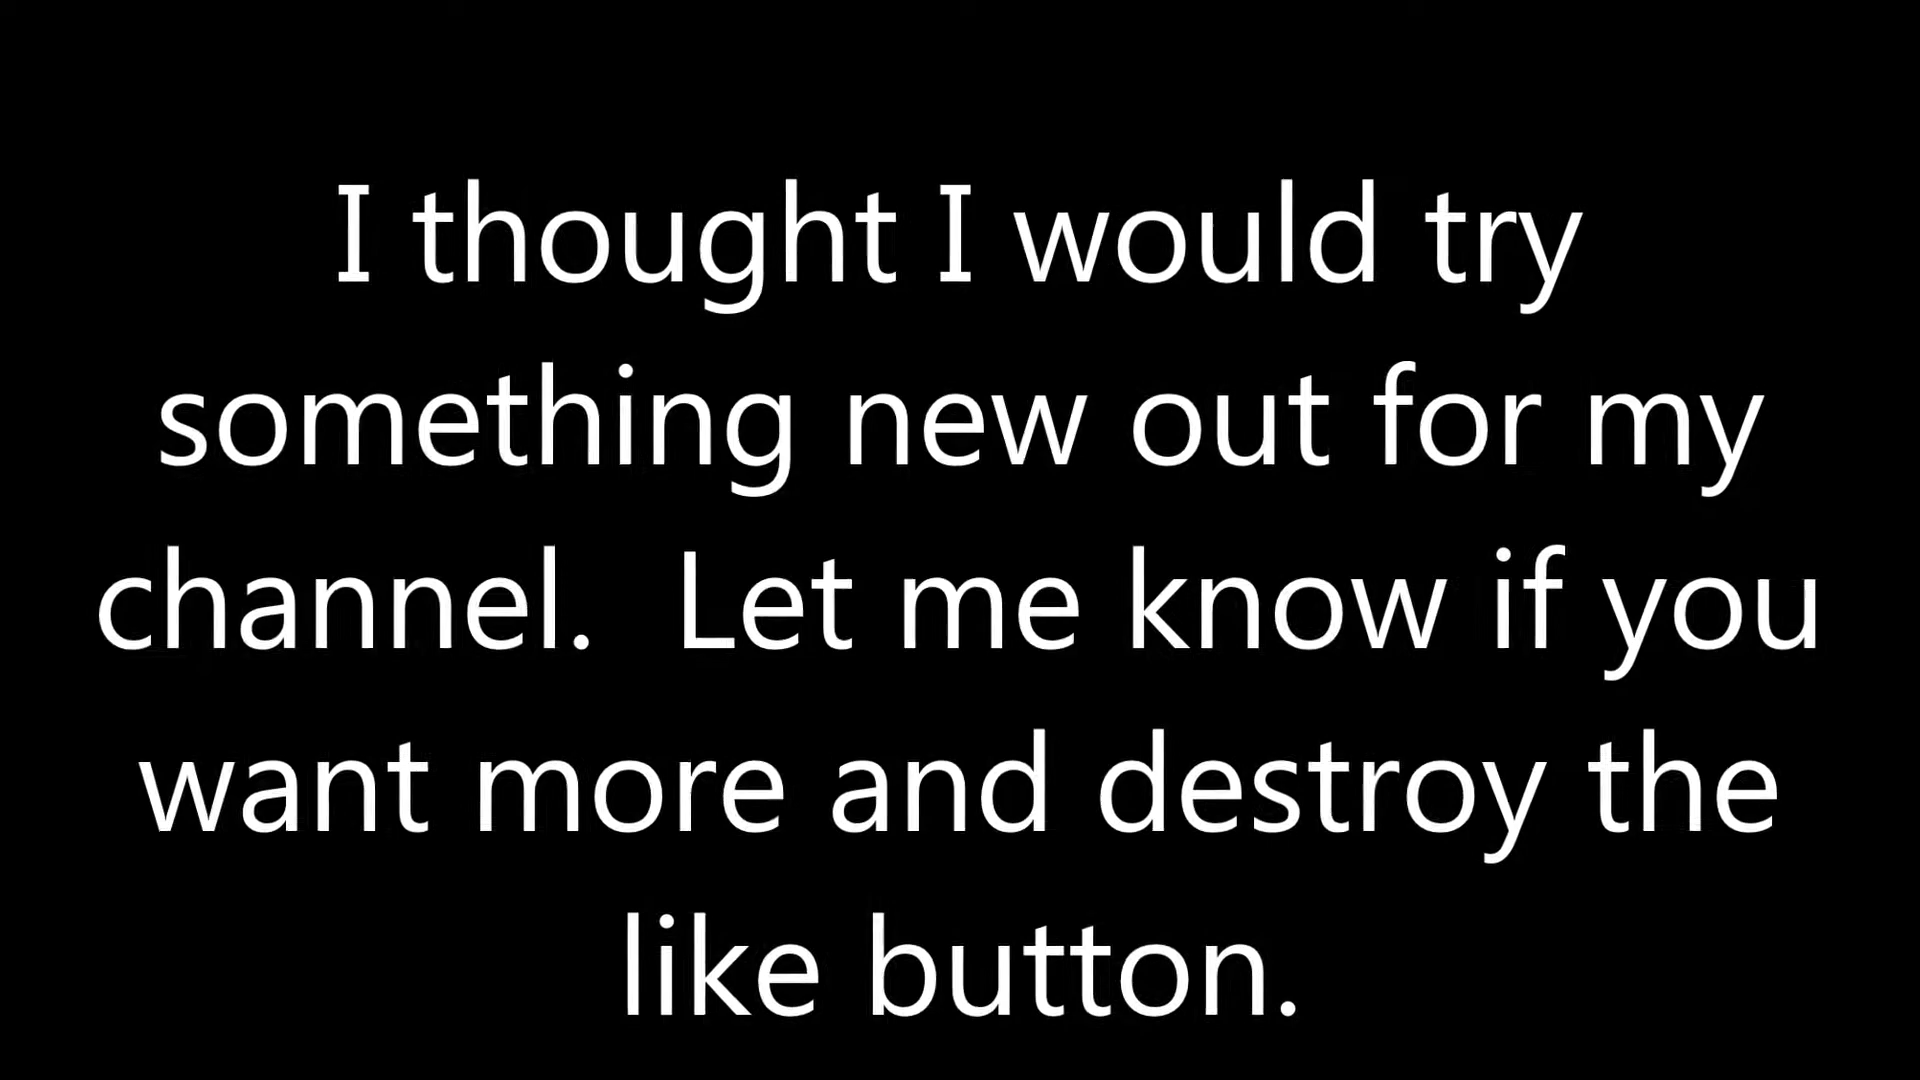 I thought I would try
something new out for my
channel.  Let me know if you
want more and destroy the
like button.